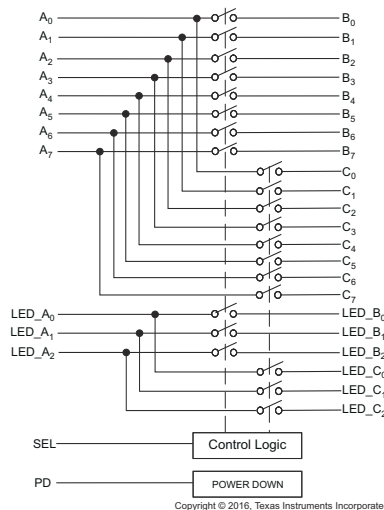 A₀ B₀
A₁ B₁
A₂ B₂
A₃ B₃
A₄ B₄
A₅ B₅
A₆ B₆
A₇ B₇
C₀
C₁
C₂
C₃
C₄
C₅
C₆
C₇
LED_A₀ LED_B₀
LED_A₁ LED_B₁
LED_A₂ LED_B₂
LED_C₀
LED_C₁
LED_C₂
SEL Control Logic
PD POWER DOWN
Copyright © 2016, Texas Instruments Incorporate